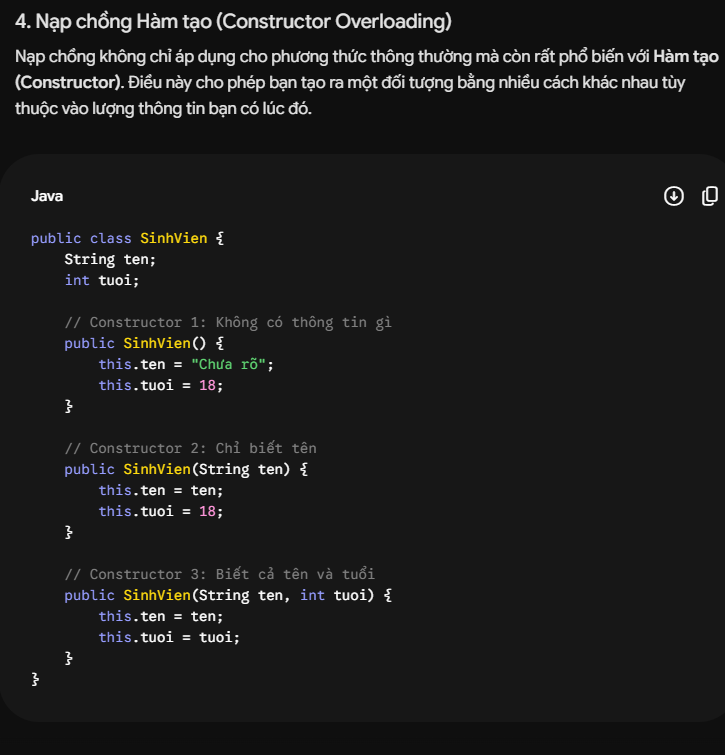 4. Nạp chồng Hàm tạo (Constructor Overloading)
Nạp chồng không chỉ áp dụng cho phương thức thông thường mà còn rất phổ biến với Hàm tạo
(Constructor). Điều này cho phép bạn tạo ra một đối tượng bằng nhiều cách khác nhau tùy
thuộc vào lượng thông tin bạn có lúc đó.
Java
public class SinhVien {
    String ten;
    int tuoi;

    // Constructor 1: Không có thông tin gì
    public SinhVien() {
        this.ten = "Chưa rõ";
        this.tuoi = 18;
    }

    // Constructor 2: Chỉ biết tên
    public SinhVien(String ten) {
        this.ten = ten;
        this.tuoi = 18;
    }

    // Constructor 3: Biết cả tên và tuổi
    public SinhVien(String ten, int tuoi) {
        this.ten = ten;
        this.tuoi = tuoi;
    }
}